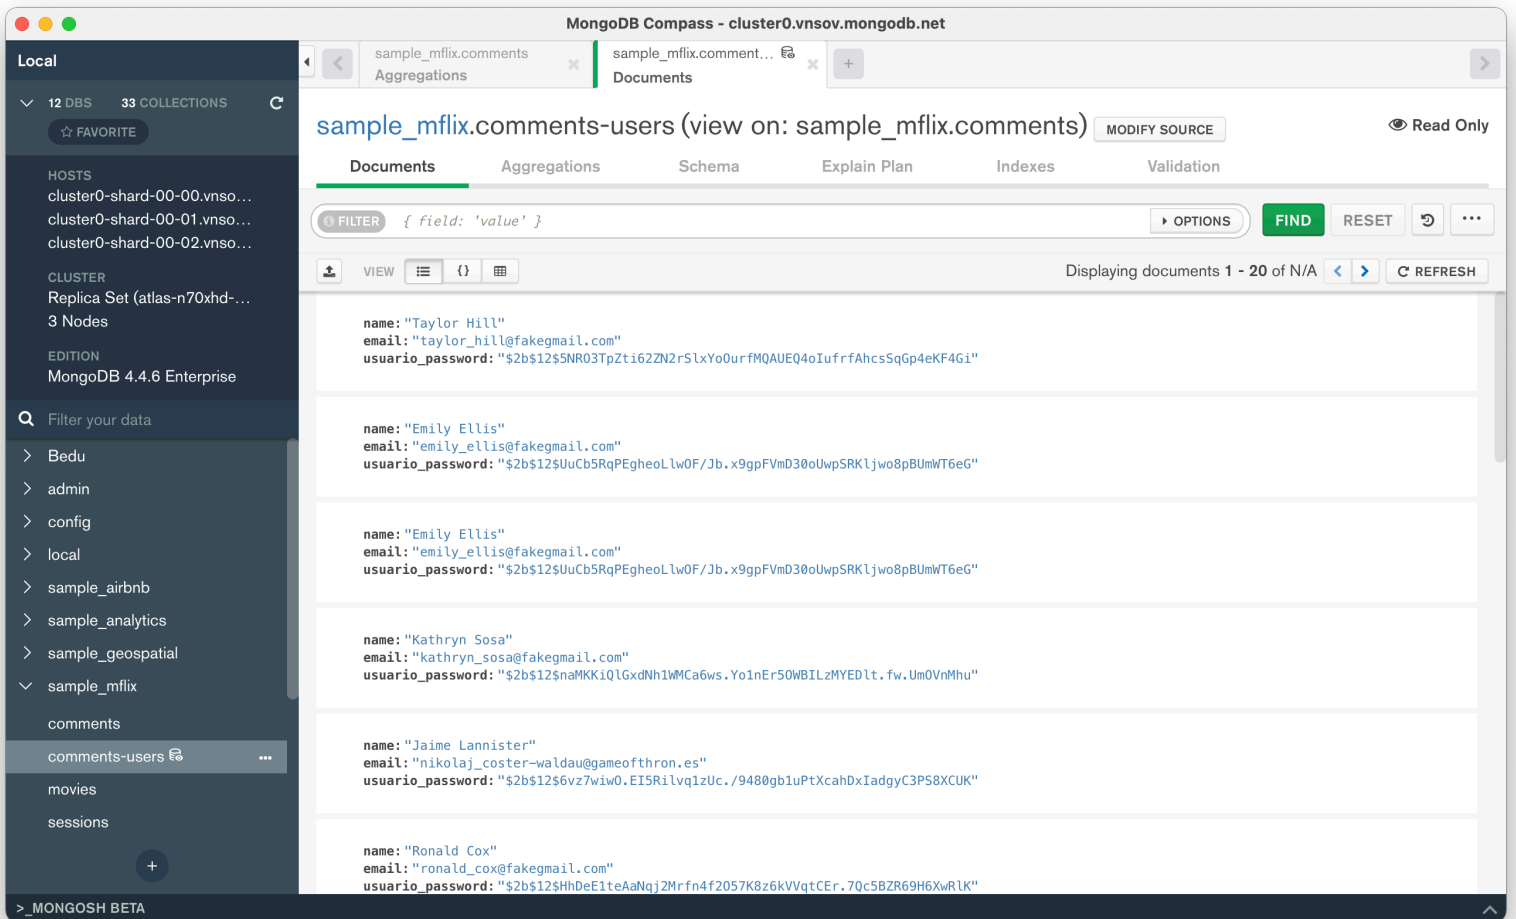 MongoDB Compass - cluster0.vnsov.mongodb.net
Local
12 DBS 33 COLLECTIONS
FAVORITE
HOSTS
cluster0-shard-00-00.vnso...
cluster0-shard-00-01.vnso...
cluster0-shard-00-02.vnso...
CLUSTER
Replica Set (atlas-n70xhd-...
3 Nodes
EDITION
MongoDB 4.4.6 Enterprise
Filter your data
Bedu
admin
config
local
sample_airbnb
sample_analytics
sample_geospatial
sample_mflix
comments
comments-users
movies
sessions
>_MONGOSH BETA
sample_mflix.comments
Aggregations
sample_mflix.comment...
Documents
sample_mflix.comments-users (view on: sample_mflix.comments) MODIFY SOURCE
Read Only
Documents Aggregations Schema Explain Plan Indexes Validation
FILTER { field: 'value' } OPTIONS FIND RESET
VIEW Displaying documents 1 - 20 of N/A REFRESH
name: "Taylor Hill"
email: "taylor_hill@fakegmail.com"
usuario_password: "$2b$12$5NRO3TpZti62ZN2rSlxYoOurfMQAUEQ4oIufrfAhcsSqGp4eKF4Gi"
name: "Emily Ellis"
email: "emily_ellis@fakegmail.com"
usuario_password: "$2b$12$UuCb5RqPEgheoLlwOF/Jb.x9gpFVmD30oUwpSRKljwo8pBUmWT6eG"
name: "Emily Ellis"
email: "emily_ellis@fakegmail.com"
usuario_password: "$2b$12$UuCb5RqPEgheoLlwOF/Jb.x9gpFVmD30oUwpSRKljwo8pBUmWT6eG"
name: "Kathryn Sosa"
email: "kathryn_sosa@fakegmail.com"
usuario_password: "$2b$12$naMKKiQlGxdNh1WMCa6ws.Yo1nEr5OWBILzMYEDlt.fw.UmOVnMhu"
name: "Jaime Lannister"
email: "nikolaj_coster-waldau@gameofthron.es"
usuario_password: "$2b$12$6vz7wiwO.EI5Rilvq1zUc./9480gb1uPtXcahDxIadgyC3PS8XCUK"
name: "Ronald Cox"
email: "ronald_cox@fakegmail.com"
usuario_password: "$2b$12$HhDeE1teAaNqj2Mrfn4f2O57K8z6kVVqtCEr.7Qc5BZR69H6XwRlK"